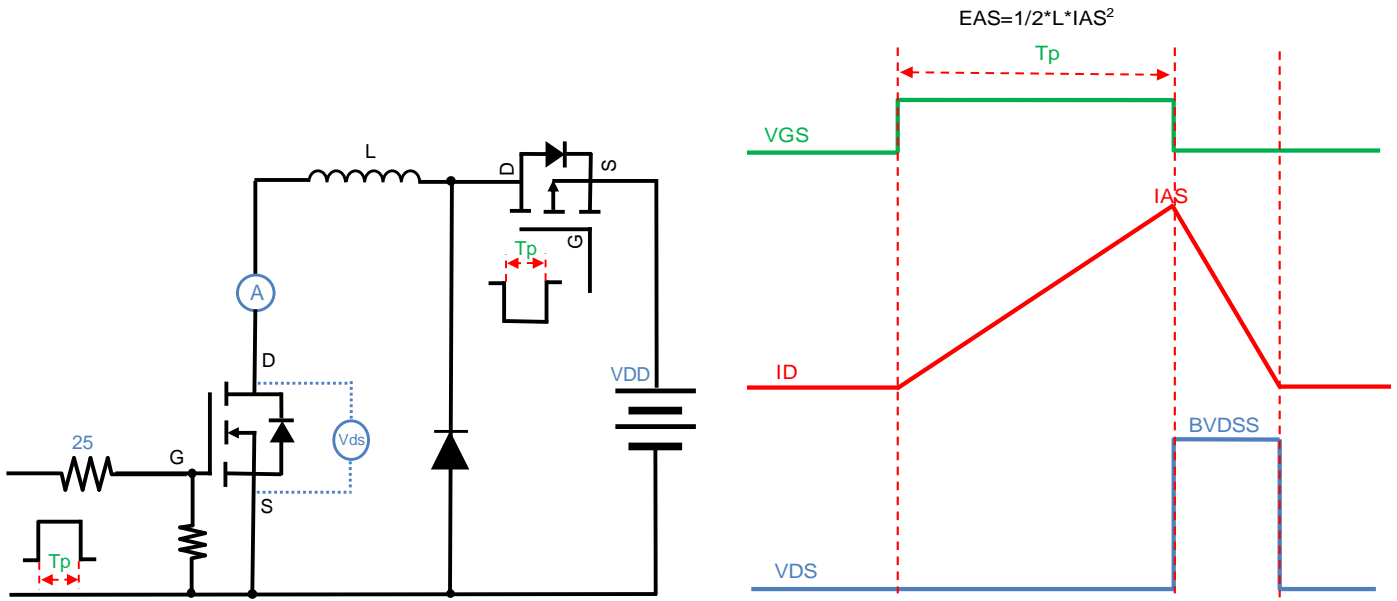 EAS=1/2*L*IAS²
Tp
VGS
L
D
S
G
Tp
IAS
A
D
VDD
ID
25
G
Vds
BVDSS
S
Tp
VDS